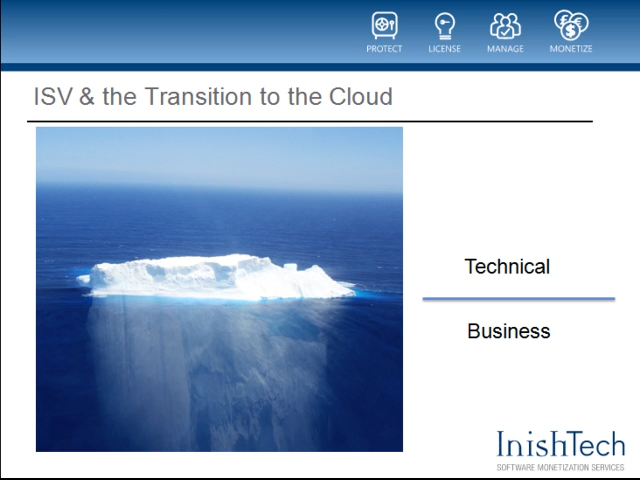 PROTECT LICENSE MANAGE MONETIZE
ISV & the Transition to the Cloud
Technical
Business
InishTech
SOFTWARE MONETIZATION SERVICES